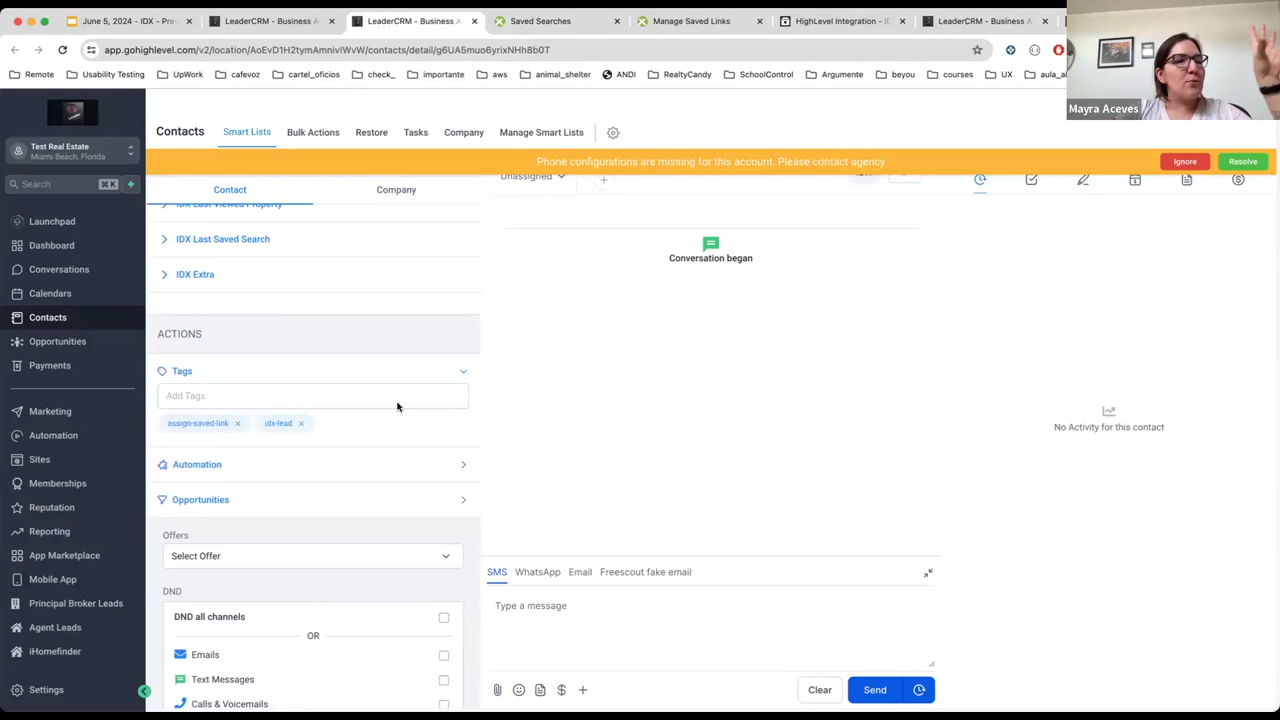 June 5, 2024 - IDX - Pre
LeaderCRM - Business A
LeaderCRM - Business A
Saved Searches
Manage Saved Links
HighLevel Integration - iD
LeaderCRM - Business A
app.gohighlevel.com/v2/location/AoEvD1H2tymAmnivIWvW/contacts/detail/g6UA5muo6yrixNHh8b0T
Remote
Usability Testing
UpWork
cafevoz
cartel_oficios
check_
importante
aws
animal_shelter
ANDI
RealtyCandy
SchoolControl
Argumente
beyou
courses
UX
aula_al
Mayra Aceves
Test Real Estate
Miami Beach, Florida
Search
⌘K
Launchpad
Dashboard
Conversations
Calendars
Contacts
Opportunities
Payments
Marketing
Automation
Sites
Memberships
Reputation
Reporting
App Marketplace
Mobile App
Principal Broker Leads
Agent Leads
iHomefinder
Settings
Contacts
Smart Lists
Bulk Actions
Restore
Tasks
Company
Manage Smart Lists
Phone configurations are missing for this account. Please contact agency
Ignore
Resolve
Contact
Company
IDX Last Viewed Property
IDX Last Saved Search
IDX Extra
ACTIONS
Tags
Add Tags
assign-saved-link
idx-lead
Automation
Opportunities
Offers
Select Offer
DND
DND all channels
OR
Emails
Text Messages
Calls & Voicemails
Unassigned
Conversation began
SMS
WhatsApp
Email
Freescout fake email
Type a message
Clear
Send
No Activity for this contact